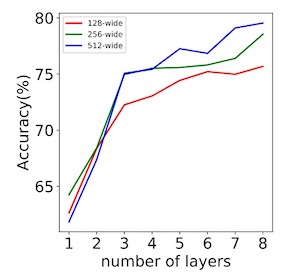 128-wide
256-wide
512-wide
80
75
70
65
Accuracy(%)
1 2 3 4 5 6 7 8
number of layers